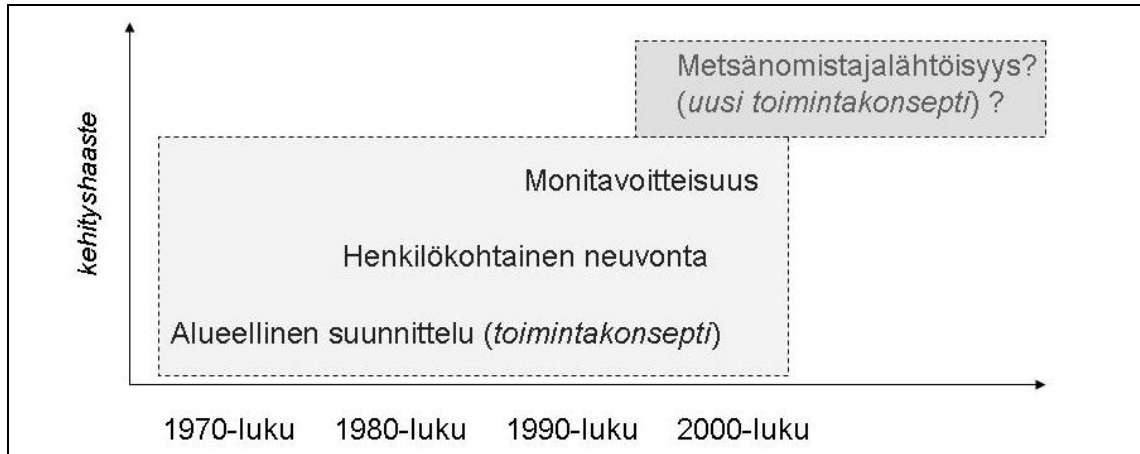 Metsänomistajalähtöisyys?
(uusi toimintakonsepti) ?
kehityshaaste
Monitavoitteisuus
Henkilökohtainen neuvonta
Alueellinen suunnittelu (toimintakonsepti)
1970-luku 1980-luku 1990-luku 2000-luku